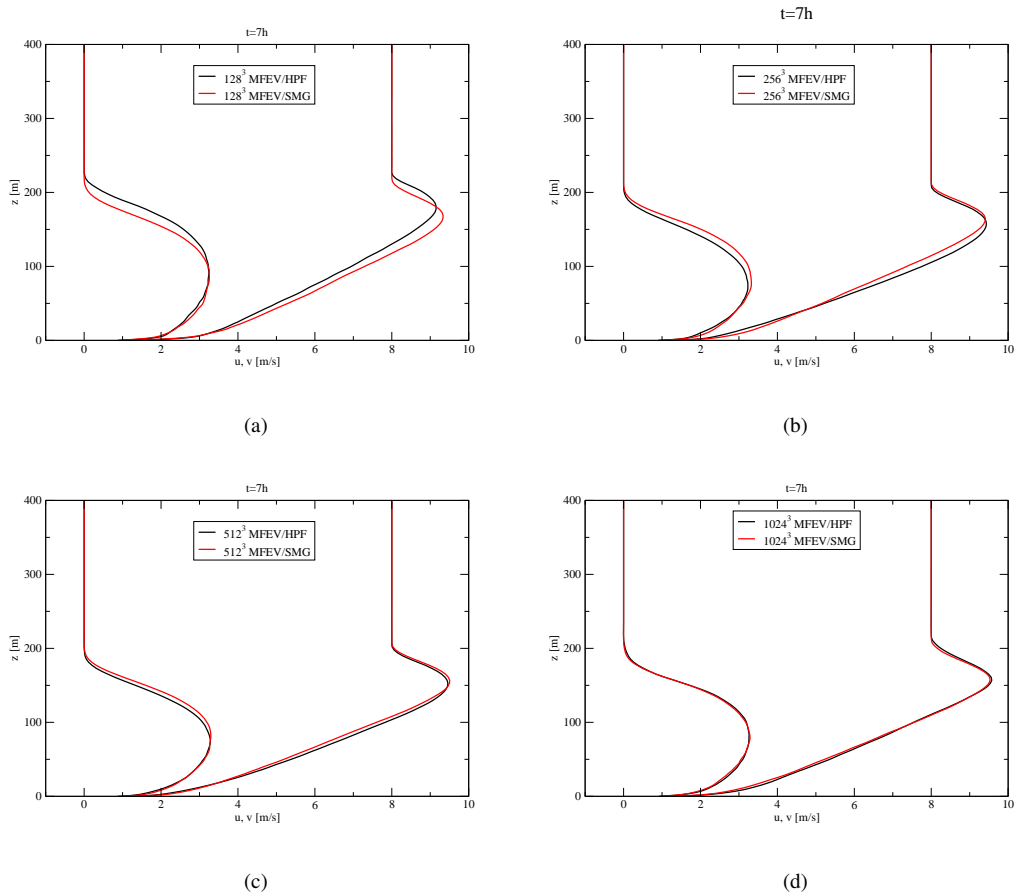 t=7h
400
300
200
100
0
z [m]
128³ MFEV/HPF
128³ MFEV/SMG
0 2 4 6 8 10
u, v [m/s]
(a)
t=7h
400
300
200
100
0
z [m]
256³ MFEV/HPF
256³ MFEV/SMG
0 2 4 6 8 10
u, v [m/s]
(b)
t=7h
400
300
200
100
0
z [m]
512³ MFEV/HPF
512³ MFEV/SMG
0 2 4 6 8 10
u, v [m/s]
(c)
t=7h
400
300
200
100
0
z [m]
1024³ MFEV/HPF
1024³ MFEV/SMG
0 2 4 6 8 10
u, v [m/s]
(d)